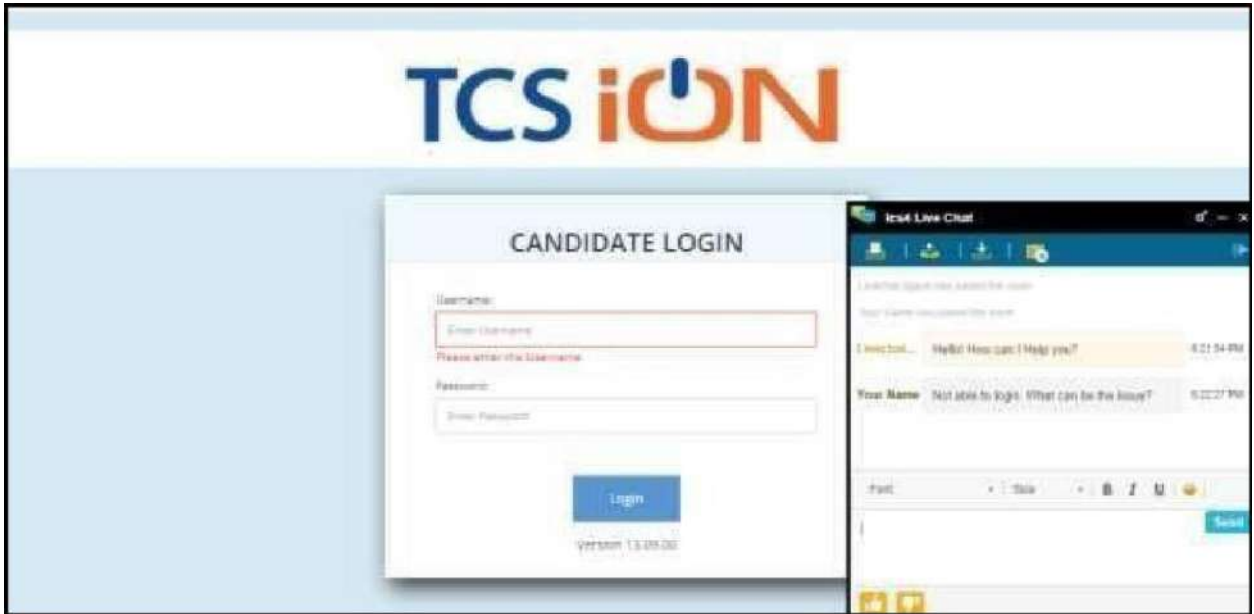 TCS iON
CANDIDATE LOGIN
Username:
Enter Username
Please enter the Username
Password:
Enter Password
Login
Live Chat
Hello! How can I Help you?
Your Name Not able to login. What can be the issue?
Font Size B I U
Send